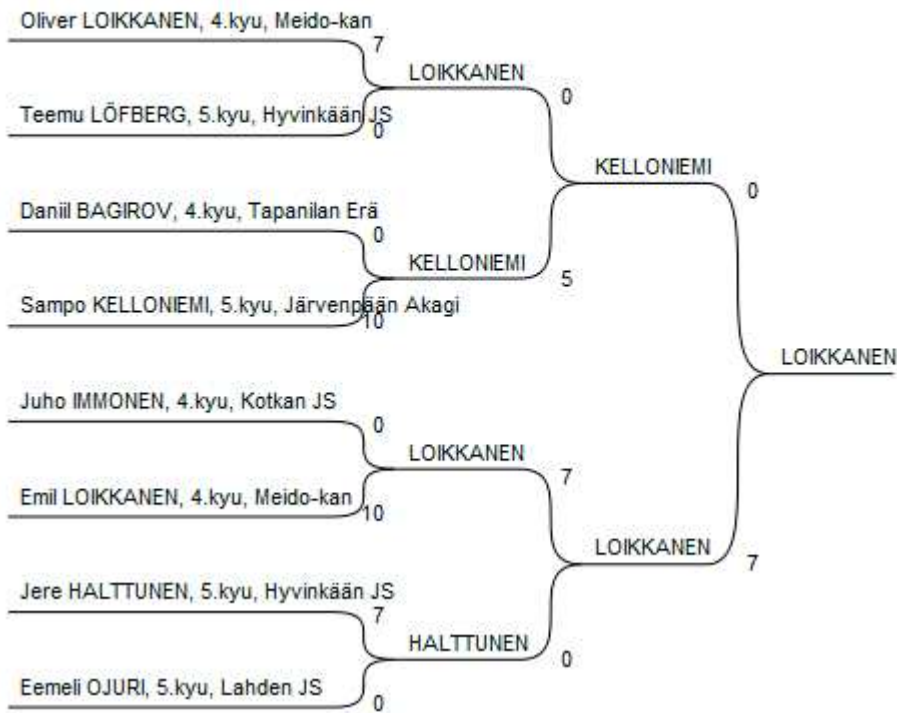 Oliver LOIKKANEN, 4.kyu, Meido-kan
7
LOIKKANEN
0
Teemu LÖFBERG, 5.kyu, Hyvinkään JS
0
KELLONIEMI
0
Daniil BAGIROV, 4.kyu, Tapanilan Erä
0
KELLONIEMI
5
Sampo KELLONIEMI, 5.kyu, Järvenpään Akagi
10
LOIKKANEN
Juho IMMONEN, 4.kyu, Kotkan JS
0
LOIKKANEN
7
Emil LOIKKANEN, 4.kyu, Meido-kan
10
LOIKKANEN
7
Jere HALTTUNEN, 5.kyu, Hyvinkään JS
7
HALTTUNEN
0
Eemeli OJURI, 5.kyu, Lahden JS
0